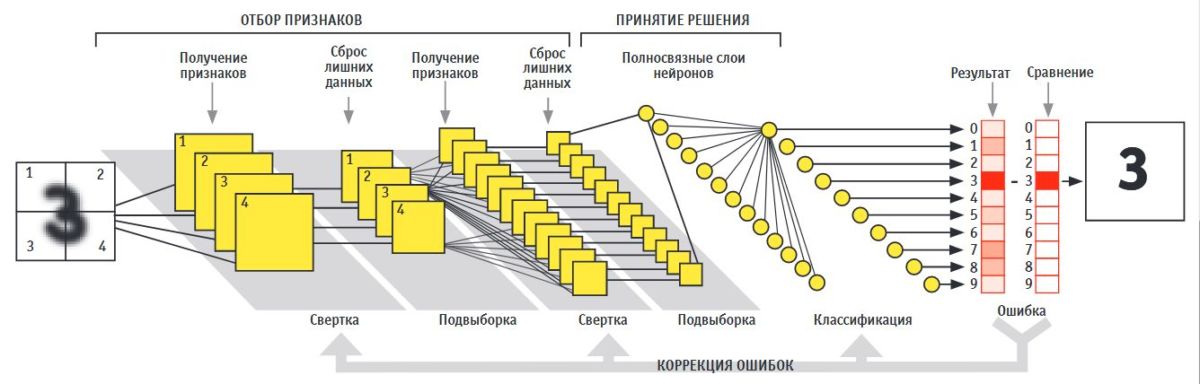 ОТБОР ПРИЗНАКОВ
ПРИНЯТИЕ РЕШЕНИЯ
Получение
признаков
Сброс
лишних
данных
Получение
признаков
Сброс
лишних
данных
Полносвязные слои
нейронов
Результат
Сравнение
1 2
3
3 4
1
2
3
4
1
2
3
4
0
1
2
3
4
5
6
7
8
9
-
0
1
2
3
4
5
6
7
8
9
3
Свертка
Подвыборка
Свертка
Подвыборка
Классификация
Ошибка
КОРРЕКЦИЯ ОШИБОК